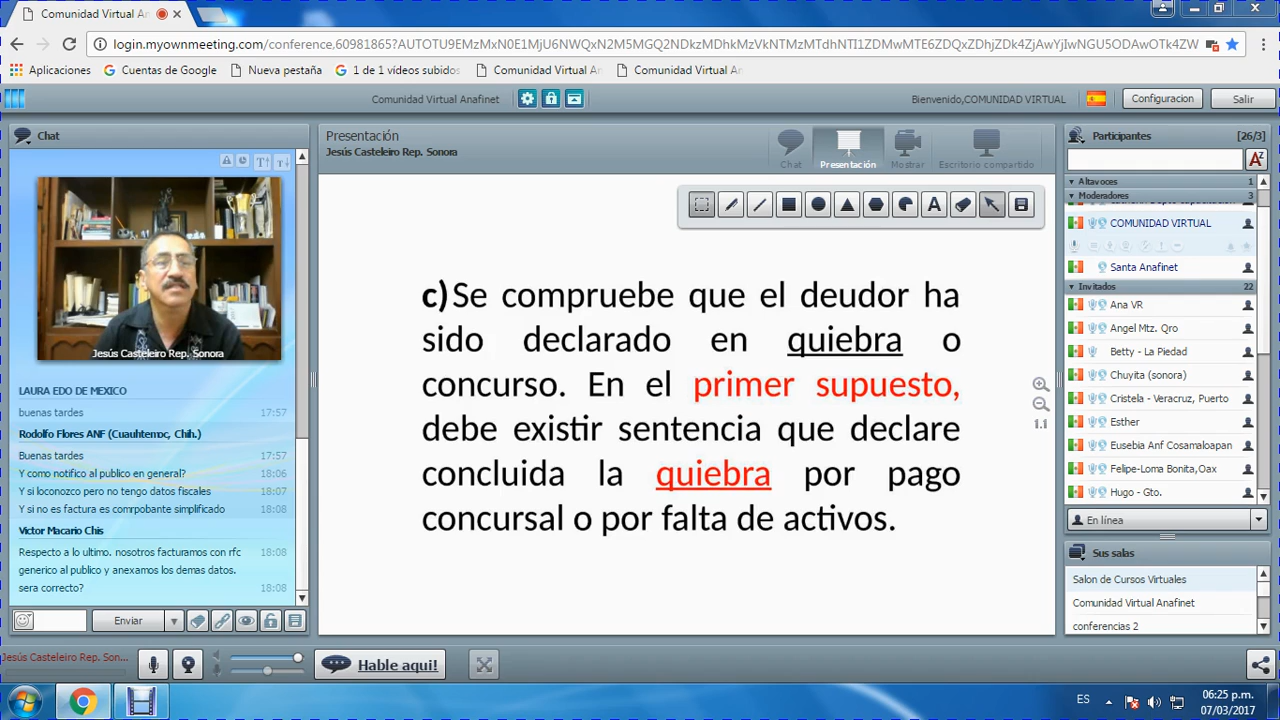 Comunidad Virtual An
login.myownmeeting.com/conference,60981865?AUTOTU9EMzMxN0E1MjU6NWQxN2M5MGQ2NDkzMDhkMzVkNTMzMTdhNTI1ZDMwMTE6ZDQxZDhjZDk4ZjAwYjIwNGU5ODAwOTk4ZW
Aplicaciones
Cuentas de Google
Nueva pestaña
1 de 1 vídeos subidos
Comunidad Virtual An
Comunidad Virtual An
Comunidad Virtual Anafinet
Bienvenido,COMUNIDAD VIRTUAL
Configuracion
Salir
Chat
Jesús Casteleiro Rep. Sonora
LAURA EDO DE MEXICO
buenas tardes 17:57
Rodolfo Flores ANF (Cuauhtemoc, Chih.)
Buenas tardes 17:57
Y como notifico al publico en general? 18:06
Y si loconozco pero no tengo datos fiscales 18:07
Y si no es factura es comrpobante simplificado 18:08
Victor Macario Chis
Respecto a lo ultimo. nosotros facturamos con rfc 18:08
generico al publico y anexamos los demas datos.
sera correcto? 18:08
Enviar
Jesús Casteleiro Rep. Son...
Hable aqui!
Presentación
Jesús Casteleiro Rep. Sonora
Chat
Presentación
Mostrar
Escritorio compartido
A
c) Se compruebe que el deudor ha
sido declarado en quiebra o
concurso. En el primer supuesto,
debe existir sentencia que declare
concluida la quiebra por pago
concursal o por falta de activos.
1.1
Participantes [26/3]
Altavoces 1
Moderadores 3
COMUNIDAD VIRTUAL
Santa Anafinet
Invitados 22
Ana VR
Angel Mtz. Qro
Betty - La Piedad
Chuyita (sonora)
Cristela - Veracruz, Puerto
Esther
Eusebia Anf Cosamaloapan
Felipe-Loma Bonita,Oax
Hugo - Gto.
En línea
Sus salas
Salon de Cursos Virtuales
Comunidad Virtual Anafinet
conferencias 2
ES
06:25 p.m.
07/03/2017